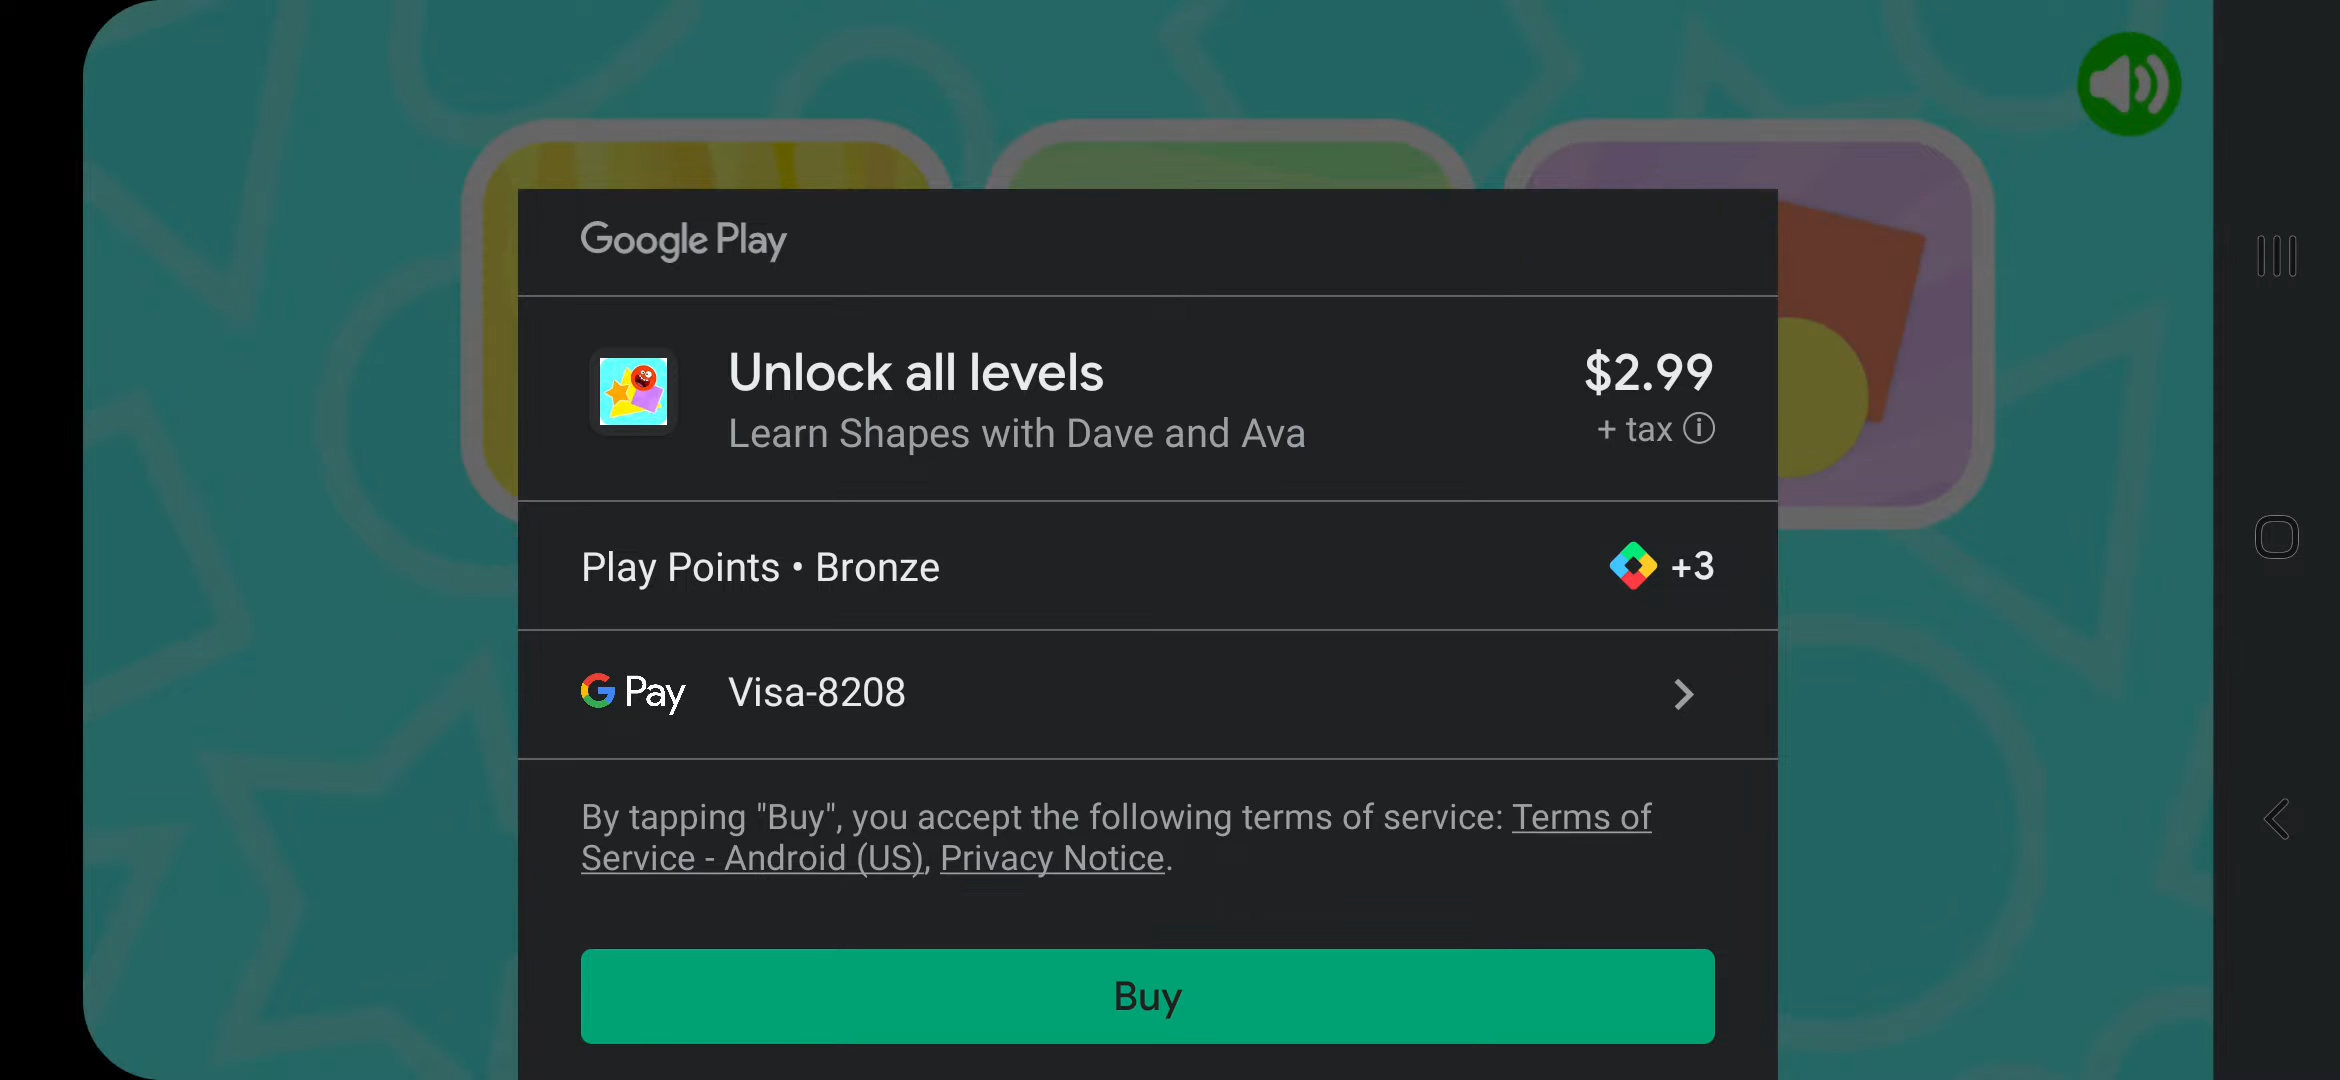 Google Play
Unlock all levels
$2.99
Learn Shapes with Dave and Ava
+ tax
Play Points • Bronze
+3
G Pay
Visa-8208
By tapping "Buy", you accept the following terms of service: Terms of
Service - Android (US), Privacy Notice.
Buy